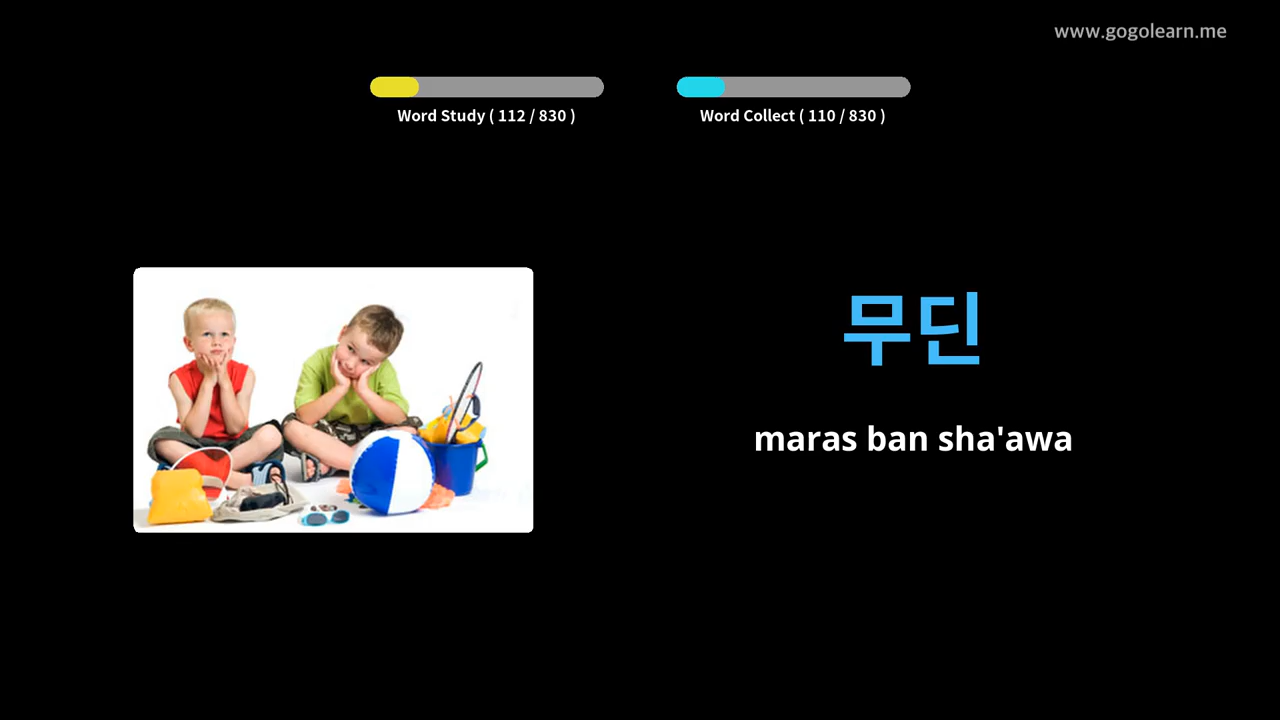 www.gogolearn.me
Word Study ( 112 / 830 )
Word Collect ( 110 / 830 )
무딘
maras ban sha'awa